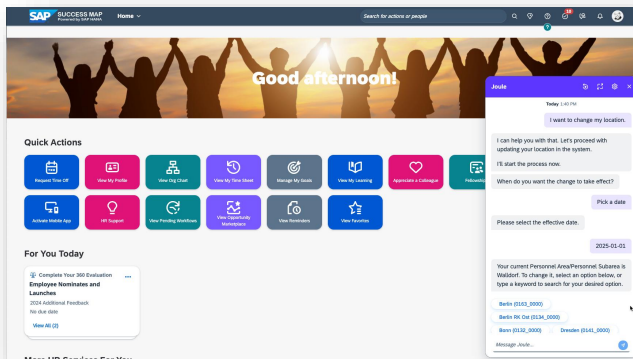 SAP SUCCESS MAP
Powered by SAP HANA
Home
Search for actions or people
Good afternoon!
Quick Actions
Request Time Off
View My Profile
View Org Chart
View My Time Sheet
Manage My Goals
View My Learning
Appreciate a Colleague
Fellowship
Activate Mobile App
HR Support
View Pending Workflows
View Opportunity
Marketplace
View Reminders
View Favorites
For You Today
Complete Your 360 Evaluation
Employee Nominates and
Launches
2024 Additional Feedback
No due date
View All (2)
More HR Services For You
Joule
Today 1:40 PM
I want to change my location.
I can help you with that. Let's proceed with
updating your location in the system.
I'll start the process now.
When do you want the change to take effect?
Pick a date
Please select the effective date.
2025-01-01
Your current Personnel Area/Personnel Subarea is
Walldorf. To change it, select an option below, or
type a keyword to search for your desired option.
Berlin (0163_0000)
Berlin RK Ost (0134_0000)
Bonn (0132_0000)
Dresden (0141_0000)
Message Joule...